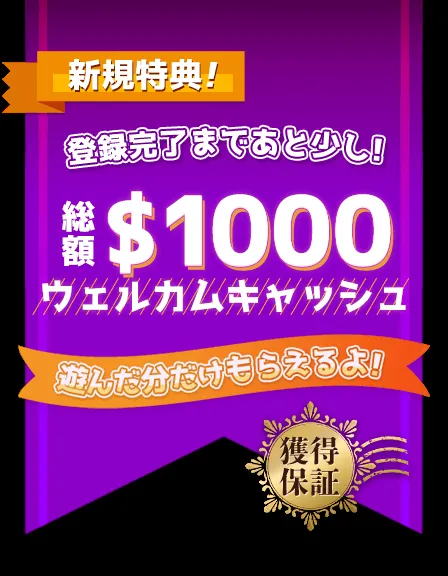 新規特典!
登録完了まであと少し!
総額 $1000
ウェルカムキャッシュ
遊んだ分だけもらえるよ!
獲得
保証